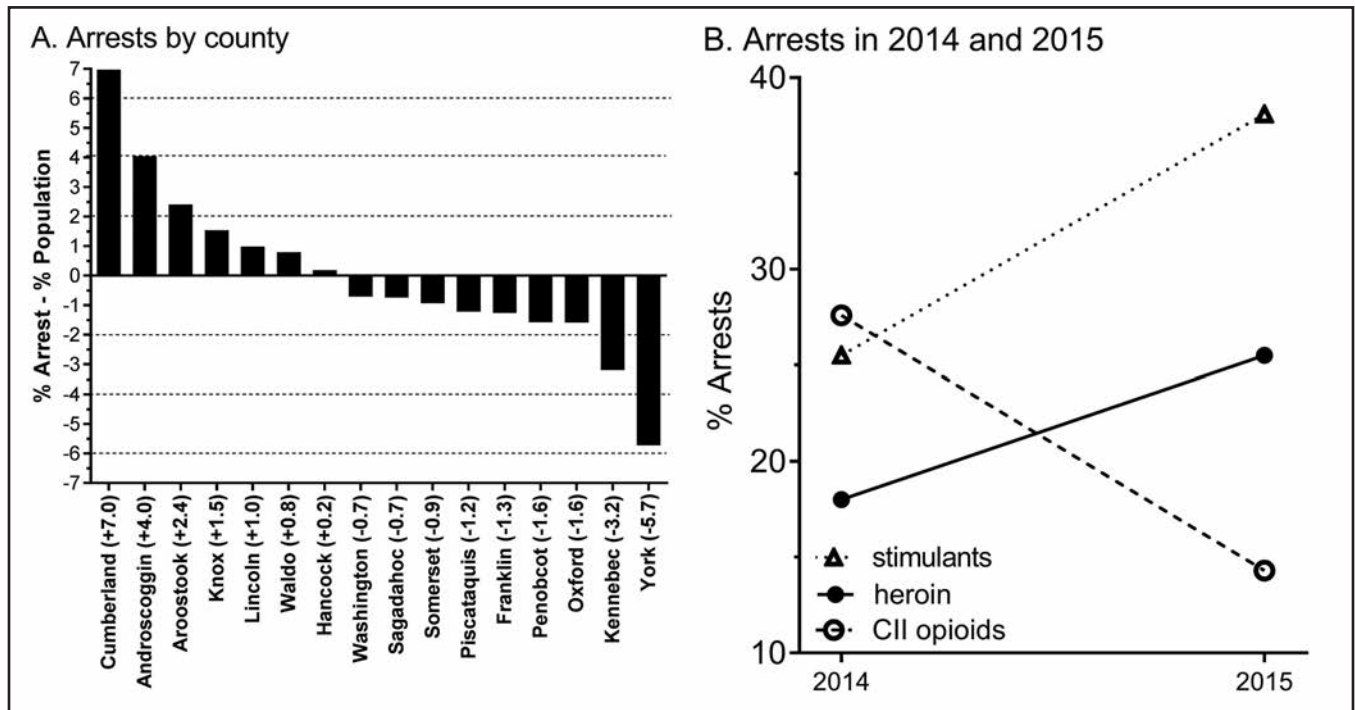 A. Arrests by county
% Arrest - % Population
7
6
5
4
3
2
1
0
-1
-2
-3
-4
-5
-6
-7
Cumberland (+7.0)
Androscoggin (+4.0)
Aroostook (+2.4)
Knox (+1.5)
Lincoln (+1.0)
Waldo (+0.8)
Hancock (+0.2)
Washington (-0.7)
Sagadahoc (-0.7)
Somerset (-0.9)
Piscataquis (-1.2)
Franklin (-1.3)
Penobcot (-1.6)
Oxford (-1.6)
Kennebec (-3.2)
York (-5.7)
B. Arrests in 2014 and 2015
% Arrests
40
30
20
10
stimulants
heroin
CII opioids
2014
2015